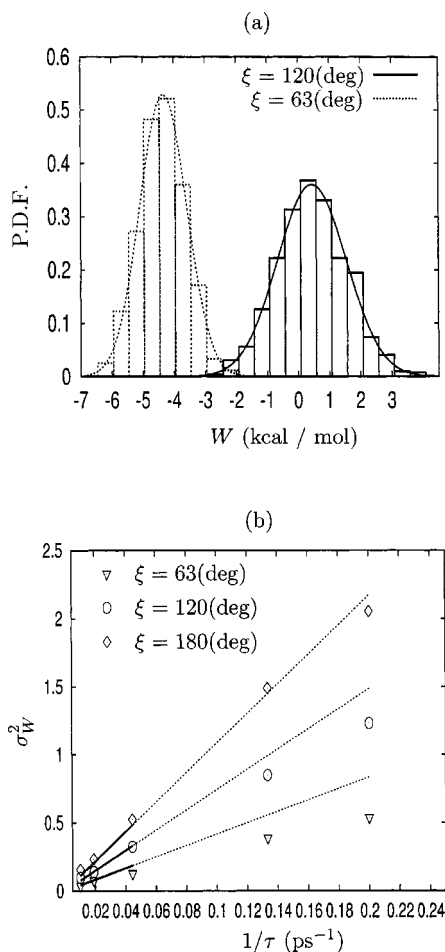 (a)
0.6
0.5
0.4
0.3
0.2
0.1
0
P.D.F.
ξ = 120(deg)
ξ = 63(deg)
-7 -6 -5 -4 -3 -2 -1 0 1 2 3
W (kcal / mol)
(b)
2.5
2
1.5
1
0.5
0
σ²_W
ξ = 63(deg)
ξ = 120(deg)
ξ = 180(deg)
0.02 0.04 0.06 0.08 0.1 0.12 0.14 0.16 0.18 0.2 0.22 0.24
1/τ (ps⁻¹)